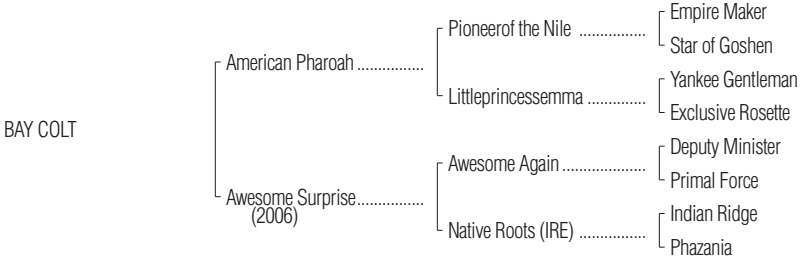 Empire Maker
Pioneerof the Nile ................
Star of Goshen
American Pharoah ................
Yankee Gentleman
Littleprincessemma ..............
Exclusive Rosette
BAY COLT
Deputy Minister
Awesome Again ....................
Primal Force
Awesome Surprise................
(2006)
Indian Ridge
Native Roots (IRE) ................
Phazania